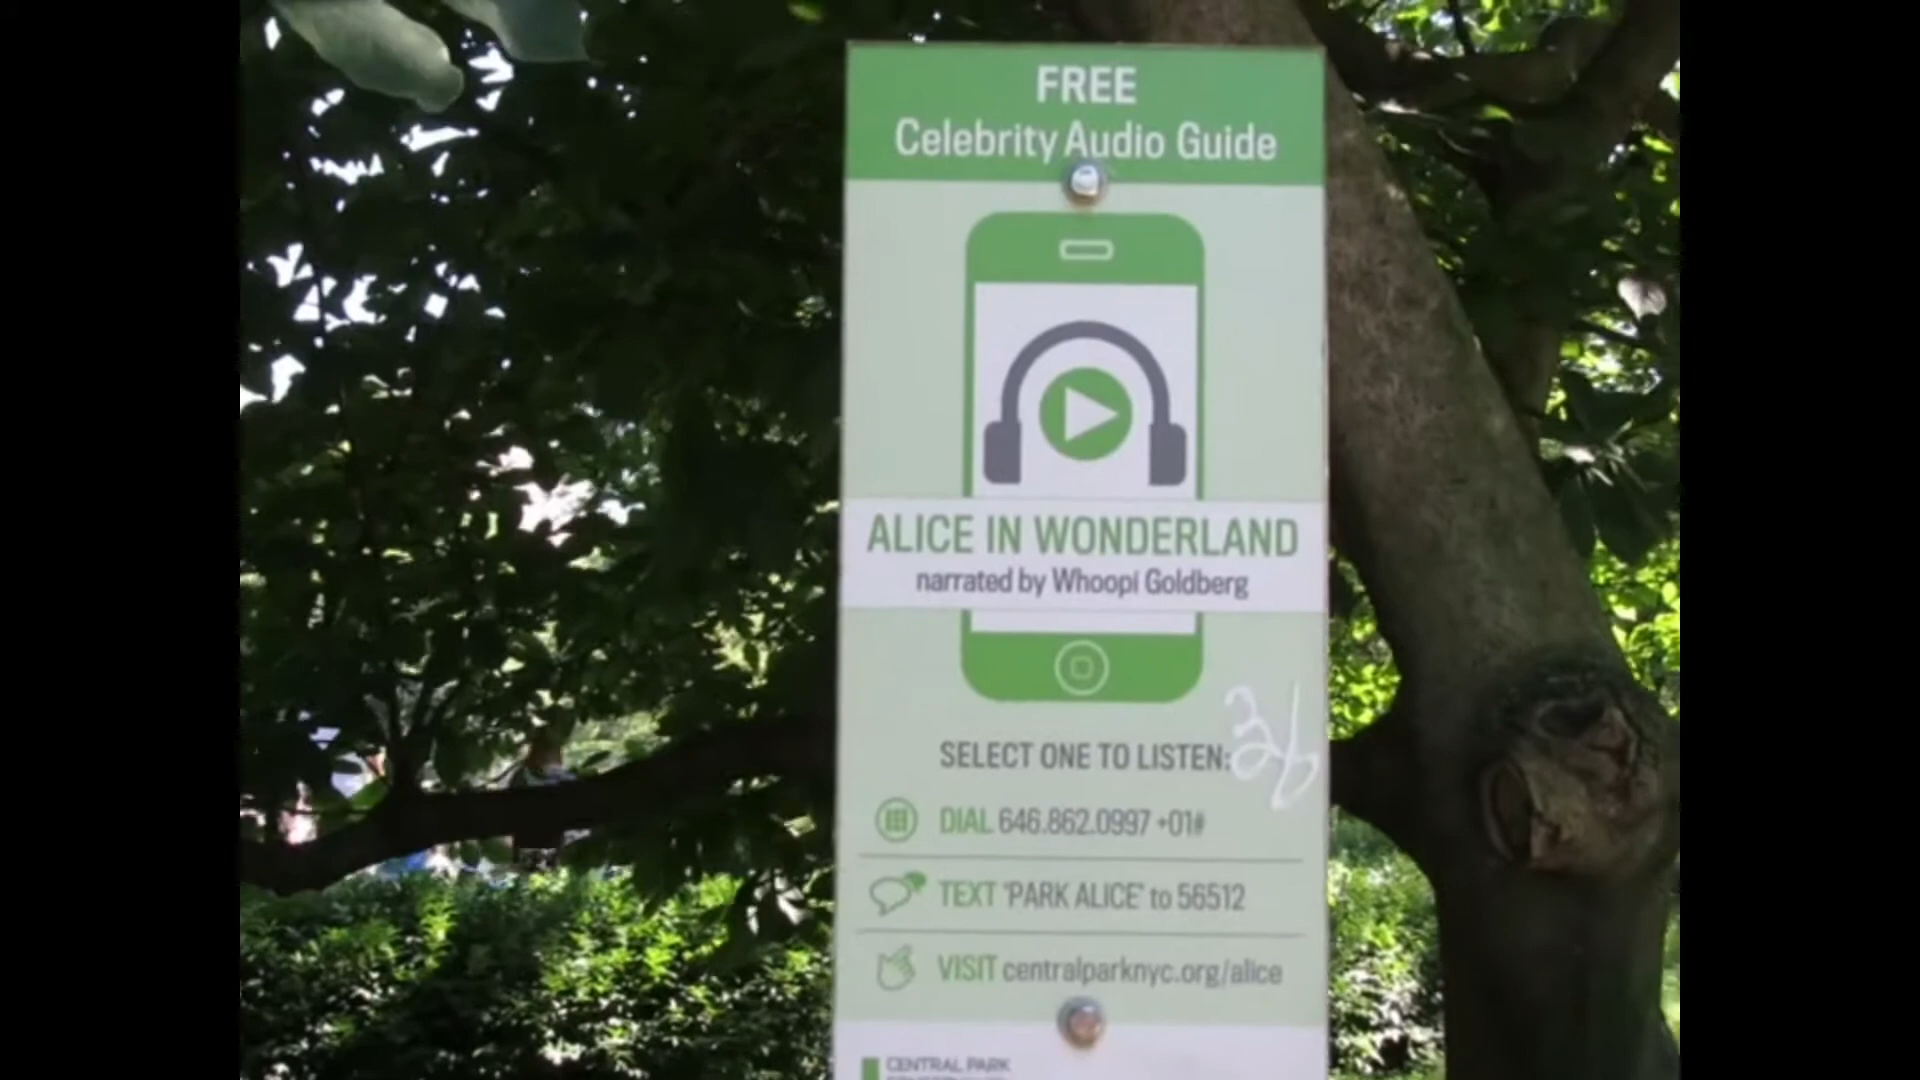 FREE
Celebrity Audio Guide
ALICE IN WONDERLAND
narrated by Whoopi Goldberg
SELECT ONE TO LISTEN:
DIAL 646.862.0997 +01#
TEXT 'PARK ALICE' to 56512
VISIT centralparknyc.org/alice
CENTRAL PARK